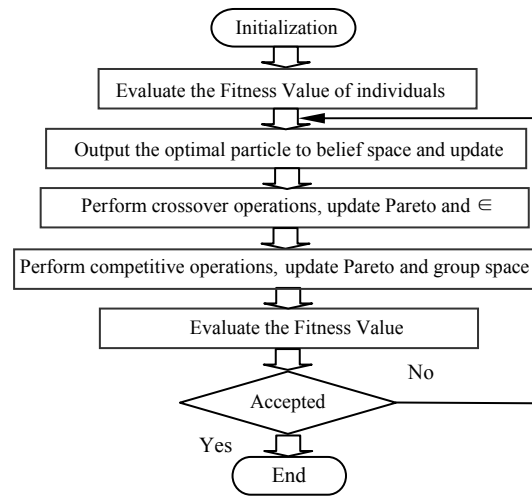 Initialization
Evaluate the Fitness Value of individuals
Output the optimal particle to belief space and update
Perform crossover operations, update Pareto and ∈
Perform competitive operations, update Pareto and group space
Evaluate the Fitness Value
No
Accepted
Yes
End